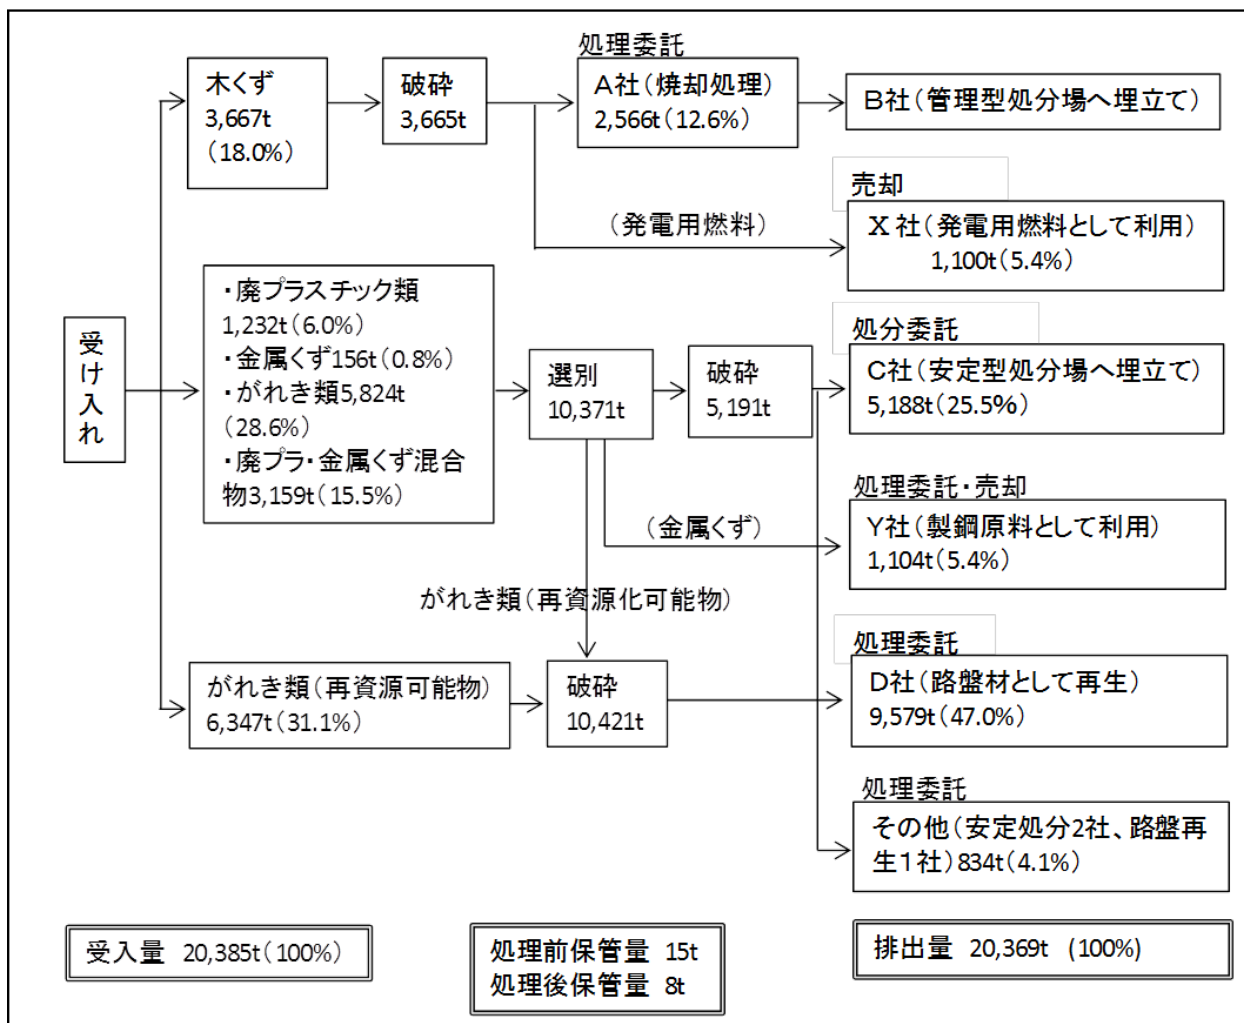 処理委託
木くず
3,667t
(18.0%)
破砕
3,665t
A社(焼却処理)
2,566t(12.6%)
B社(管理型処分場へ埋立て)
売却
(発電用燃料)
X社(発電用燃料として利用)
1,100t(5.4%)
受け入れ
・廃プラスチック類
1,232t(6.0%)
・金属くず156t(0.8%)
・がれき類5,824t
(28.6%)
・廃プラ・金属くず混合
物3,159t(15.5%)
選別
10,371t
破砕
5,191t
処分委託
C社(安定型処分場へ埋立て)
5,188t(25.5%)
処理委託・売却
(金属くず)
Y社(製鋼原料として利用)
1,104t(5.4%)
がれき類(再資源化可能物)
処理委託
がれき類(再資源可能物)
6,347t(31.1%)
破砕
10,421t
D社(路盤材として再生)
9,579t(47.0%)
処理委託
その他(安定処分2社、路盤再
生1社)834t(4.1%)
受入量 20,385t(100%)
処理前保管量 15t
処理後保管量 8t
排出量 20,369t (100%)